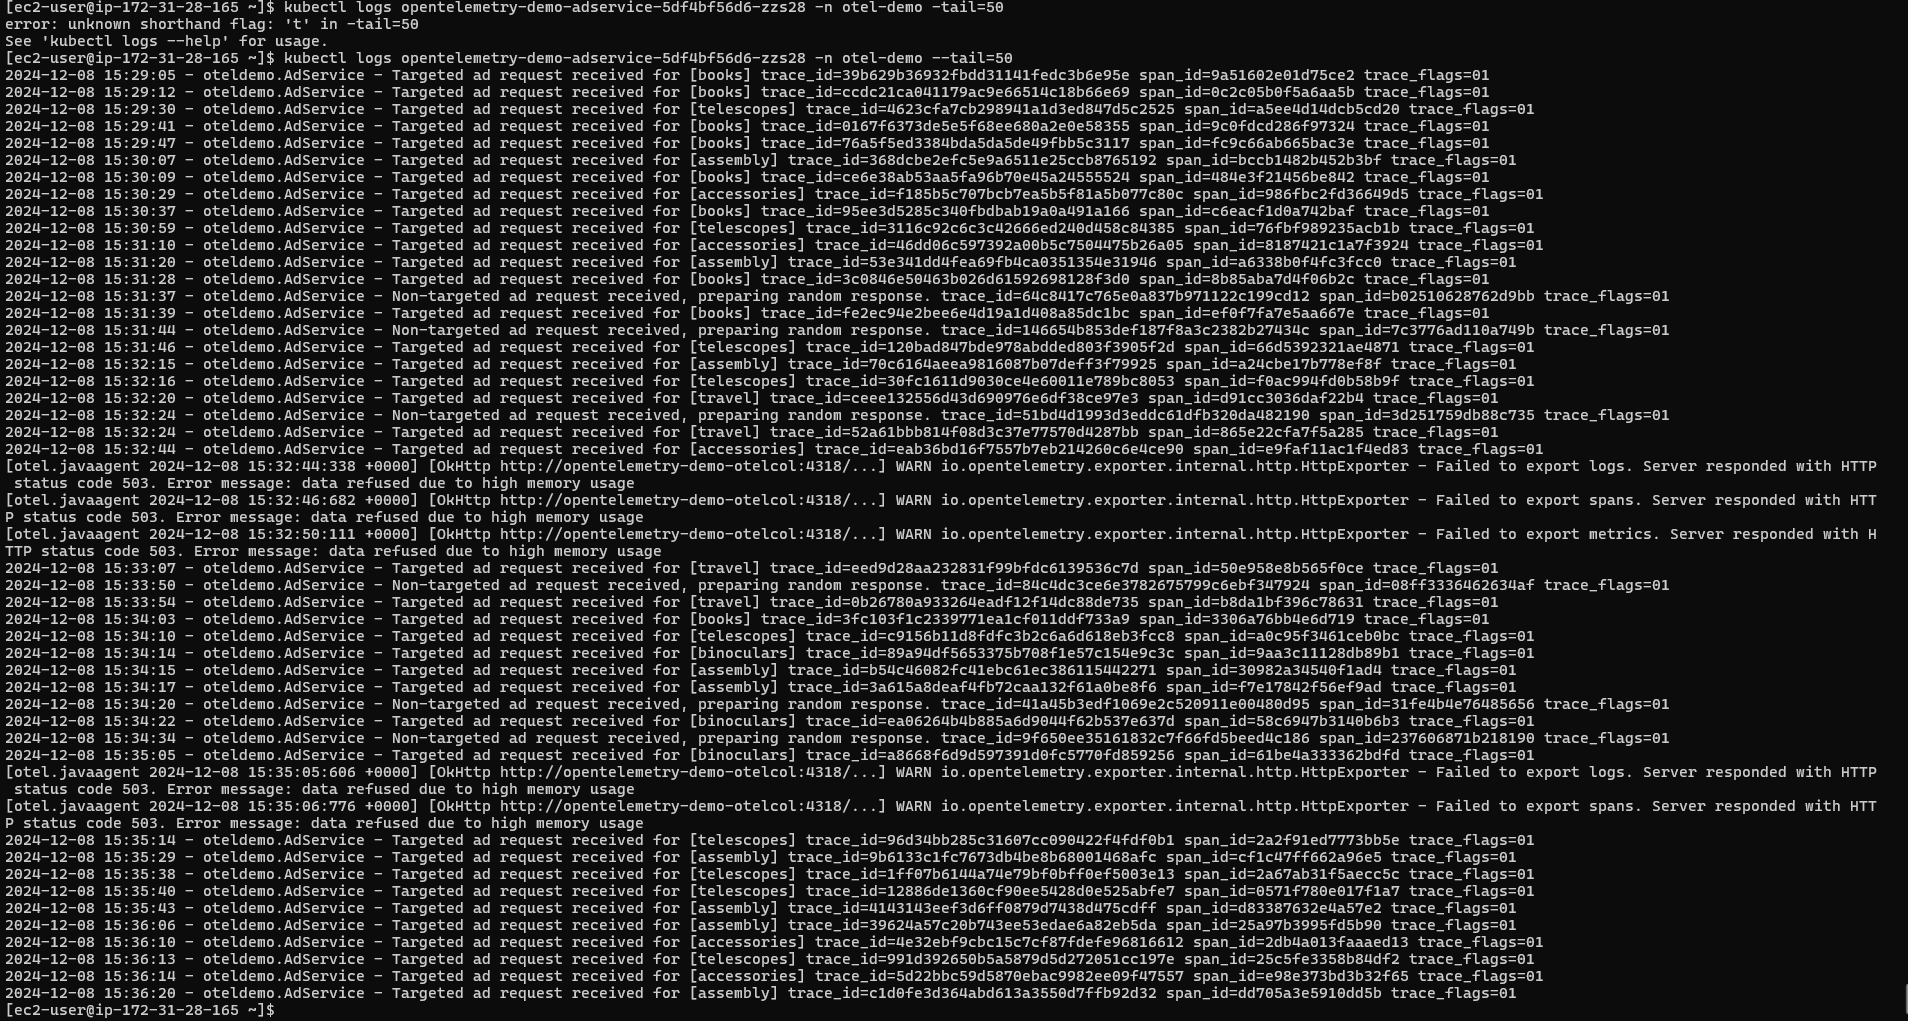 [ec2-user@ip-172-31-28-165 ~]$ kubectl logs opentelemetry-demo-adservice-5df4bf56d6-zzs28 -n otel-demo -tail=50
error: unknown shorthand flag: 't' in -tail=50
See 'kubectl logs --help' for usage.
[ec2-user@ip-172-31-28-165 ~]$ kubectl logs opentelemetry-demo-adservice-5df4bf56d6-zzs28 -n otel-demo --tail=50
2024-12-08 15:29:05 - oteldemo.AdService - Targeted ad request received for [books] trace_id=39b629b36932fbdd31141fedc3b6e95e span_id=9a51602e01d75ce2 trace_flags=01
2024-12-08 15:29:12 - oteldemo.AdService - Targeted ad request received for [books] trace_id=ccdc21ca041179ac9e66514c18b66e69 span_id=0c2c05b0f5a6aa5b trace_flags=01
2024-12-08 15:29:30 - oteldemo.AdService - Targeted ad request received for [telescopes] trace_id=4623cfa7cb298941a1d3ed847d5c2525 span_id=a5ee4d14dcb5cd20 trace_flags=01
2024-12-08 15:29:41 - oteldemo.AdService - Targeted ad request received for [books] trace_id=0167f6373de5e5f68ee680a2e0e58355 span_id=9c0fdcd286f97324 trace_flags=01
2024-12-08 15:29:47 - oteldemo.AdService - Targeted ad request received for [books] trace_id=76a5f5ed3384bda5da5de49fbb5c3117 span_id=fc9c66ab665bac3e trace_flags=01
2024-12-08 15:30:07 - oteldemo.AdService - Targeted ad request received for [assembly] trace_id=368dcbe2efc5e9a6511e25ccb8765192 span_id=bccb1482b452b3bf trace_flags=01
2024-12-08 15:30:09 - oteldemo.AdService - Targeted ad request received for [books] trace_id=ce6e38ab53aa5fa96b70e45a24555524 span_id=484e3f21456be842 trace_flags=01
2024-12-08 15:30:29 - oteldemo.AdService - Targeted ad request received for [accessories] trace_id=f185b5c707bcb7ea5b5f81a5b077c80c span_id=986fbc2fd36649d5 trace_flags=01
2024-12-08 15:30:37 - oteldemo.AdService - Targeted ad request received for [books] trace_id=95ee3d5285c340fbdbab19a0a491a166 span_id=c6eacf1d0a742baf trace_flags=01
2024-12-08 15:30:59 - oteldemo.AdService - Targeted ad request received for [telescopes] trace_id=3116c92c6c3c42666ed240d458c84385 span_id=76fbf989235acb1b trace_flags=01
2024-12-08 15:31:10 - oteldemo.AdService - Targeted ad request received for [accessories] trace_id=46dd06c597392a00b5c7504475b26a05 span_id=8187421c1a7f3924 trace_flags=01
2024-12-08 15:31:20 - oteldemo.AdService - Targeted ad request received for [assembly] trace_id=53e341dd4fea69fb4ca0351354e31946 span_id=a6338b0f4fc3fcc0 trace_flags=01
2024-12-08 15:31:28 - oteldemo.AdService - Targeted ad request received for [books] trace_id=3c0846e50463b026d61592698128f3d0 span_id=8b85aba7d4f06b2c trace_flags=01
2024-12-08 15:31:37 - oteldemo.AdService - Non-targeted ad request received, preparing random response. trace_id=64c8417c765e0a837b971122c199cd12 span_id=b02510628762d9bb trace_flags=01
2024-12-08 15:31:39 - oteldemo.AdService - Targeted ad request received for [books] trace_id=fe2ec94e2bee6e4d19a1d408a85dc1bc span_id=ef0f7fa7e5aa667e trace_flags=01
2024-12-08 15:31:44 - oteldemo.AdService - Non-targeted ad request received, preparing random response. trace_id=146654b853def187f8a3c2382b27434c span_id=7c3776ad110a749b trace_flags=01
2024-12-08 15:31:46 - oteldemo.AdService - Targeted ad request received for [telescopes] trace_id=120bad847bde978abdded803f3905f2d span_id=66d5392321ae4871 trace_flags=01
2024-12-08 15:32:15 - oteldemo.AdService - Targeted ad request received for [assembly] trace_id=70c6164aeea9816087b07deff3f79925 span_id=a24cbe17b778ef8f trace_flags=01
2024-12-08 15:32:16 - oteldemo.AdService - Targeted ad request received for [telescopes] trace_id=30fc1611d9030ce4e60011e789bc8053 span_id=f0ac994fd0b58b9f trace_flags=01
2024-12-08 15:32:20 - oteldemo.AdService - Targeted ad request received for [travel] trace_id=ceee132556d43d690976e6df38ce97e3 span_id=d91cc3036daf22b4 trace_flags=01
2024-12-08 15:32:24 - oteldemo.AdService - Non-targeted ad request received, preparing random response. trace_id=51bd4d1993d3eddc61dfb320da482190 span_id=3d251759db88c735 trace_flags=01
2024-12-08 15:32:24 - oteldemo.AdService - Targeted ad request received for [travel] trace_id=52a61bbb814f08d3c37e77570d4287bb span_id=865e22cfa7f5a285 trace_flags=01
2024-12-08 15:32:44 - oteldemo.AdService - Targeted ad request received for [accessories] trace_id=eab36bd16f7557b7eb214260c6e4ce90 span_id=e9faf11ac1f4ed83 trace_flags=01
[otel.javaagent 2024-12-08 15:32:44:338 +0000] [OkHttp http://opentelemetry-demo-otelcol:4318/...] WARN io.opentelemetry.exporter.internal.http.HttpExporter - Failed to export logs. Server responded with HTTP
 status code 503. Error message: data refused due to high memory usage
[otel.javaagent 2024-12-08 15:32:46:682 +0000] [OkHttp http://opentelemetry-demo-otelcol:4318/...] WARN io.opentelemetry.exporter.internal.http.HttpExporter - Failed to export spans. Server responded with HTT
P status code 503. Error message: data refused due to high memory usage
[otel.javaagent 2024-12-08 15:32:50:111 +0000] [OkHttp http://opentelemetry-demo-otelcol:4318/...] WARN io.opentelemetry.exporter.internal.http.HttpExporter - Failed to export metrics. Server responded with H
TTP status code 503. Error message: data refused due to high memory usage
2024-12-08 15:33:07 - oteldemo.AdService - Targeted ad request received for [travel] trace_id=eed9d28aa232831f99bfdc6139536c7d span_id=50e958e8b565f0ce trace_flags=01
2024-12-08 15:33:50 - oteldemo.AdService - Non-targeted ad request received, preparing random response. trace_id=84c4dc3ce6e3782675799c6ebf347924 span_id=08ff3336462634af trace_flags=01
2024-12-08 15:33:54 - oteldemo.AdService - Targeted ad request received for [travel] trace_id=0b26780a933264eadf12f14dc88de735 span_id=b8da1bf396c78631 trace_flags=01
2024-12-08 15:34:03 - oteldemo.AdService - Targeted ad request received for [books] trace_id=3fc103f1c2339771ea1cf011ddf733a9 span_id=3306a76bb4e6d719 trace_flags=01
2024-12-08 15:34:10 - oteldemo.AdService - Targeted ad request received for [telescopes] trace_id=c9156b11d8fdfc3b2c6a6d618eb3fcc8 span_id=a0c95f3461ceb0bc trace_flags=01
2024-12-08 15:34:14 - oteldemo.AdService - Targeted ad request received for [binoculars] trace_id=89a94df5653375b708f1e57c154e9c3c span_id=9aa3c11128db89b1 trace_flags=01
2024-12-08 15:34:15 - oteldemo.AdService - Targeted ad request received for [assembly] trace_id=b54c46082fc41ebc61ec386115442271 span_id=30982a34540f1ad4 trace_flags=01
2024-12-08 15:34:17 - oteldemo.AdService - Targeted ad request received for [assembly] trace_id=3a615a8deaf4fb72caa132f61a0be8f6 span_id=f7e17842f56ef9ad trace_flags=01
2024-12-08 15:34:20 - oteldemo.AdService - Non-targeted ad request received, preparing random response. trace_id=41a45b3edf1069e2c520911e00480d95 span_id=31fe4b4e76485656 trace_flags=01
2024-12-08 15:34:22 - oteldemo.AdService - Targeted ad request received for [binoculars] trace_id=ea06264b4b885a6d9044f62b537e637d span_id=58c6947b3140b6b3 trace_flags=01
2024-12-08 15:34:34 - oteldemo.AdService - Non-targeted ad request received, preparing random response. trace_id=9f650ee35161832c7f66fd5beed4c186 span_id=237606871b218190 trace_flags=01
2024-12-08 15:35:05 - oteldemo.AdService - Targeted ad request received for [binoculars] trace_id=a8668f6d9d597391d0fc5770fd859256 span_id=61be4a333362bdfd trace_flags=01
[otel.javaagent 2024-12-08 15:35:05:606 +0000] [OkHttp http://opentelemetry-demo-otelcol:4318/...] WARN io.opentelemetry.exporter.internal.http.HttpExporter - Failed to export logs. Server responded with HTTP
 status code 503. Error message: data refused due to high memory usage
[otel.javaagent 2024-12-08 15:35:06:776 +0000] [OkHttp http://opentelemetry-demo-otelcol:4318/...] WARN io.opentelemetry.exporter.internal.http.HttpExporter - Failed to export spans. Server responded with HTT
P status code 503. Error message: data refused due to high memory usage
2024-12-08 15:35:14 - oteldemo.AdService - Targeted ad request received for [telescopes] trace_id=96d34bb285c31607cc090422f4fdf0b1 span_id=2a2f91ed7773bb5e trace_flags=01
2024-12-08 15:35:29 - oteldemo.AdService - Targeted ad request received for [assembly] trace_id=9b6133c1fc7673db4be8b68001468afc span_id=cf1c47ff662a96e5 trace_flags=01
2024-12-08 15:35:38 - oteldemo.AdService - Targeted ad request received for [telescopes] trace_id=1ff07b6144a74e79bf0bff0ef5003e13 span_id=2a67ab31f5aecc5c trace_flags=01
2024-12-08 15:35:40 - oteldemo.AdService - Targeted ad request received for [telescopes] trace_id=12886de1360cf90ee5428d0e525abfe7 span_id=0571f780e017f1a7 trace_flags=01
2024-12-08 15:35:43 - oteldemo.AdService - Targeted ad request received for [assembly] trace_id=4143143eef3d6ff0879d7438d475cdff span_id=d83387632e4a57e2 trace_flags=01
2024-12-08 15:36:06 - oteldemo.AdService - Targeted ad request received for [assembly] trace_id=39624a57c20b743ee53edae6a82eb5da span_id=25a97b3995fd5b90 trace_flags=01
2024-12-08 15:36:10 - oteldemo.AdService - Targeted ad request received for [accessories] trace_id=4e32ebf9cbc15c7cf87fdefe96816612 span_id=2db4a013faaaed13 trace_flags=01
2024-12-08 15:36:13 - oteldemo.AdService - Targeted ad request received for [telescopes] trace_id=991d392650b5a5879d5d272051cc197e span_id=25c5fe3358b84df2 trace_flags=01
2024-12-08 15:36:14 - oteldemo.AdService - Targeted ad request received for [accessories] trace_id=5d22bbc59d5870ebac9982ee09f47557 span_id=e98e373bd3b32f65 trace_flags=01
2024-12-08 15:36:20 - oteldemo.AdService - Targeted ad request received for [assembly] trace_id=c1d0fe3d364abd613a3550d7ffb92d32 span_id=dd705a3e5910dd5b trace_flags=01
[ec2-user@ip-172-31-28-165 ~]$